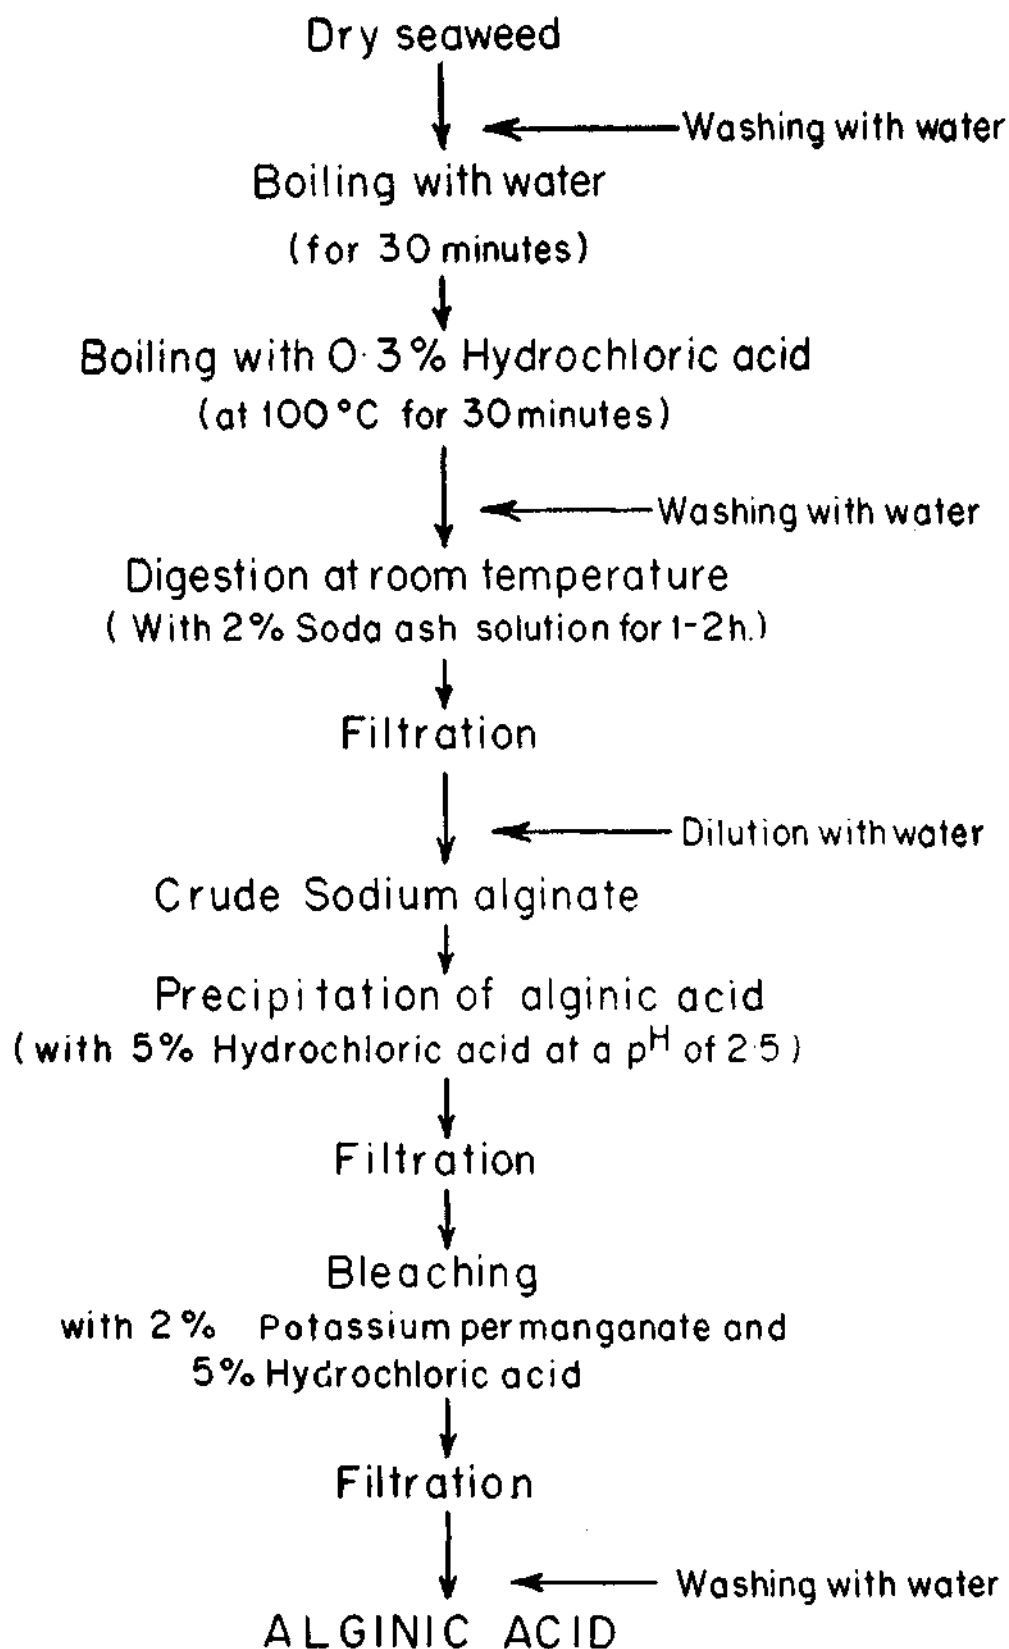 Dry seaweed
Washing with water
Boiling with water
(for 30 minutes)
Boiling with 0·3% Hydrochloric acid
(at 100°C for 30 minutes)
Washing with water
Digestion at room temperature
(With 2% Soda ash solution for 1-2h.)
Filtration
Dilution with water
Crude Sodium alginate
Precipitation of alginic acid
(with 5% Hydrochloric acid at a pH of 2·5)
Filtration
Bleaching
with 2% Potassium permanganate and
5% Hydrochloric acid
Filtration
Washing with water
ALGINIC ACID